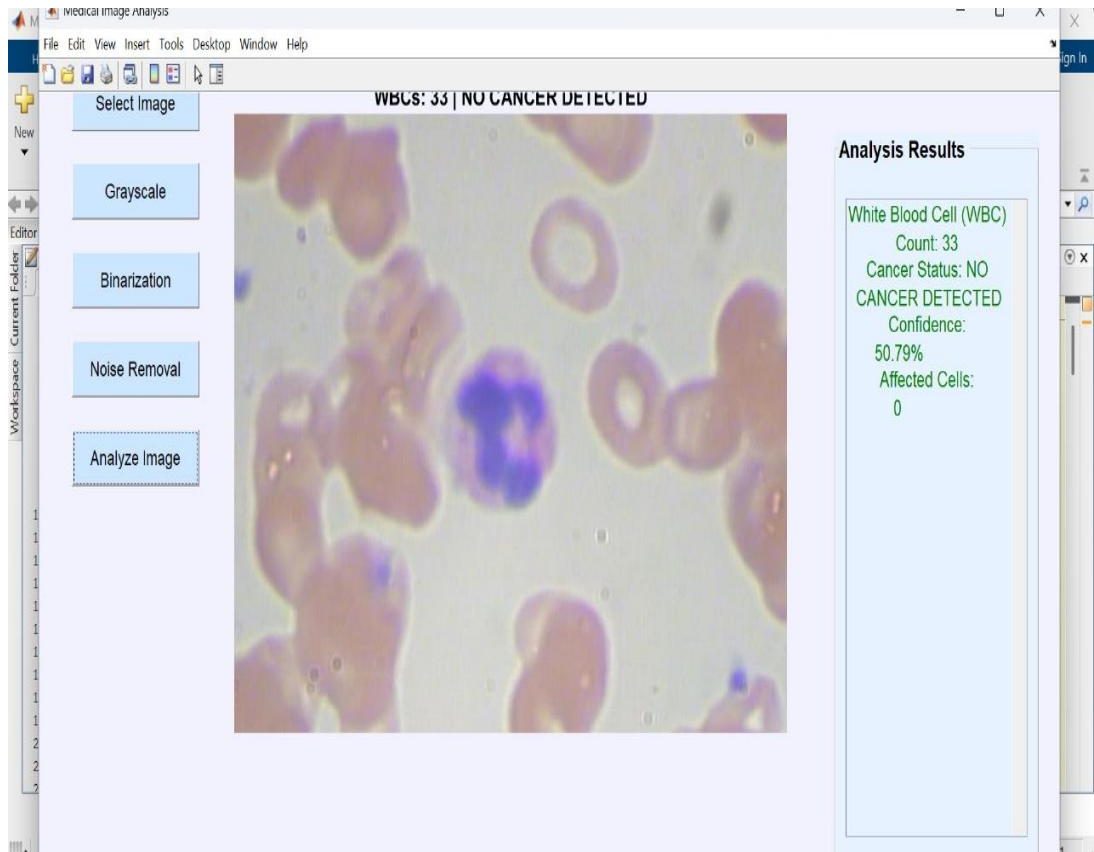 Medical Image Analysis
File Edit View Insert Tools Desktop Window Help
Sign In
New
Editor
Current Folder
Workspace
Select Image
Grayscale
Binarization
Noise Removal
Analyze Image
WBCs: 33 | NO CANCER DETECTED
Analysis Results
White Blood Cell (WBC)
Count: 33
Cancer Status: NO
CANCER DETECTED
Confidence:
50.79%
Affected Cells:
0